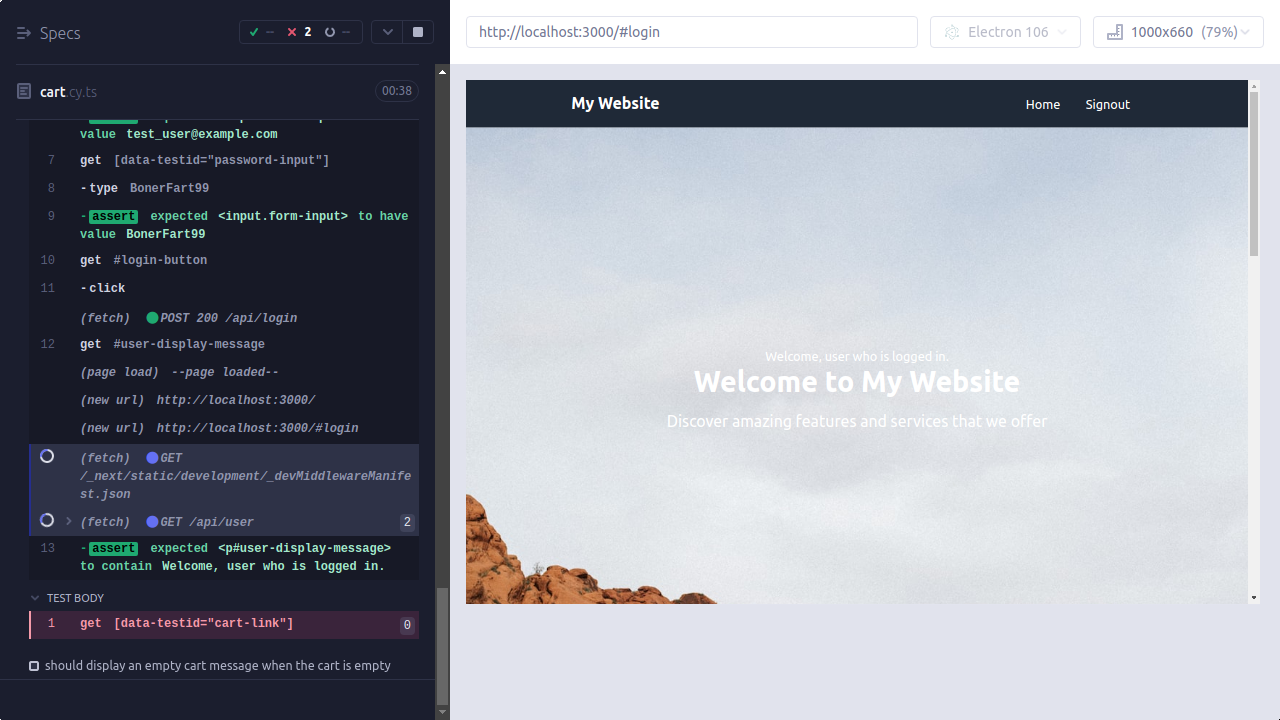 Specs
-- 2 --
cart.cy.ts
00:38
value test_user@example.com
7 get [data-testid="password-input"]
8 -type BonerFart99
9 -assert expected <input.form-input> to have
value BonerFart99
10 get #login-button
11 -click
(fetch) POST 200 /api/login
12 get #user-display-message
(page load) --page loaded--
(new url) http://localhost:3000/
(new url) http://localhost:3000/#login
(fetch) GET
/_next/static/development/_devMiddlewareManife
st.json
(fetch) GET /api/user 2
13 -assert expected <p#user-display-message>
to contain Welcome, user who is logged in.
TEST BODY
1 get [data-testid="cart-link"] 0
should display an empty cart message when the cart is empty
http://localhost:3000/#login
Electron 106
1000x660 (79%)
My Website
Home Signout
Welcome, user who is logged in.
Welcome to My Website
Discover amazing features and services that we offer